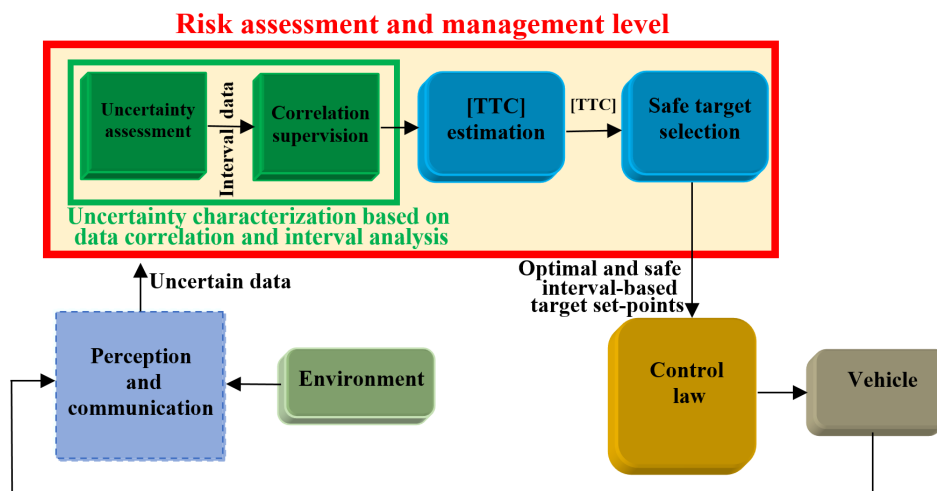 Risk assessment and management level
Uncertainty
assessment
Interval data
Correlation
supervision
[TTC]
estimation
[TTC]
Safe target
selection
Uncertainty characterization based on
data correlation and interval analysis
Uncertain data
Optimal and safe
interval-based
target set-points
Perception
and
communication
Environment
Control
law
Vehicle